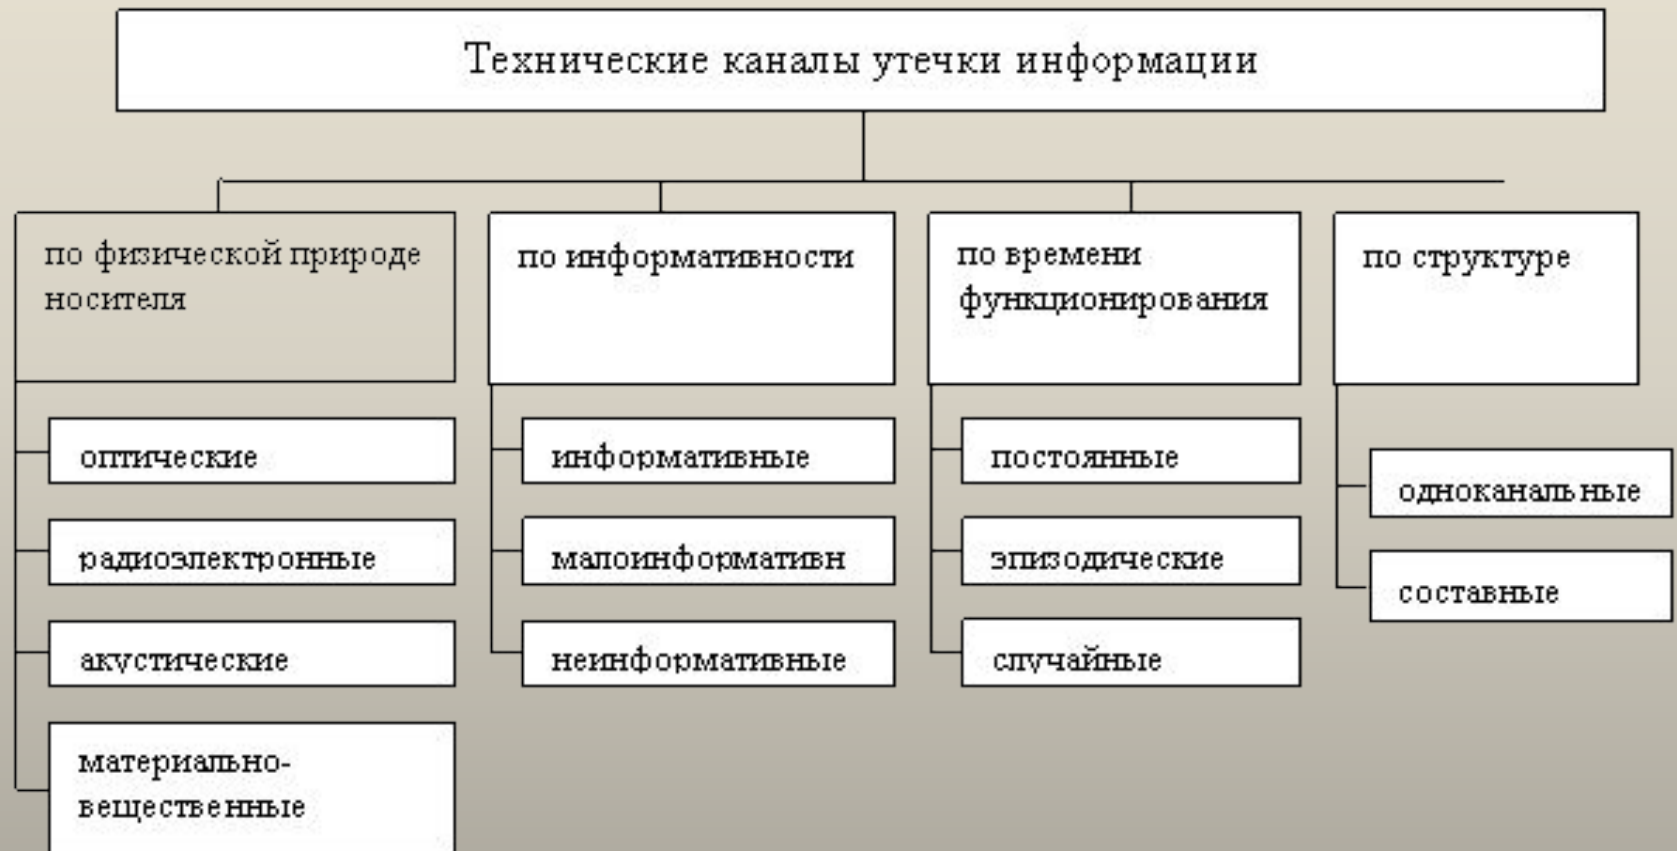 Технические каналы утечки информации
по физической природе
носителя
оптические
радиоэлектронные
акустические
материально-
вещественные
по информативности
информативные
малоинформативн
неинформативные
по времени
функционирования
постоянные
эпизодические
случайные
по структуре
одноканальные
составные